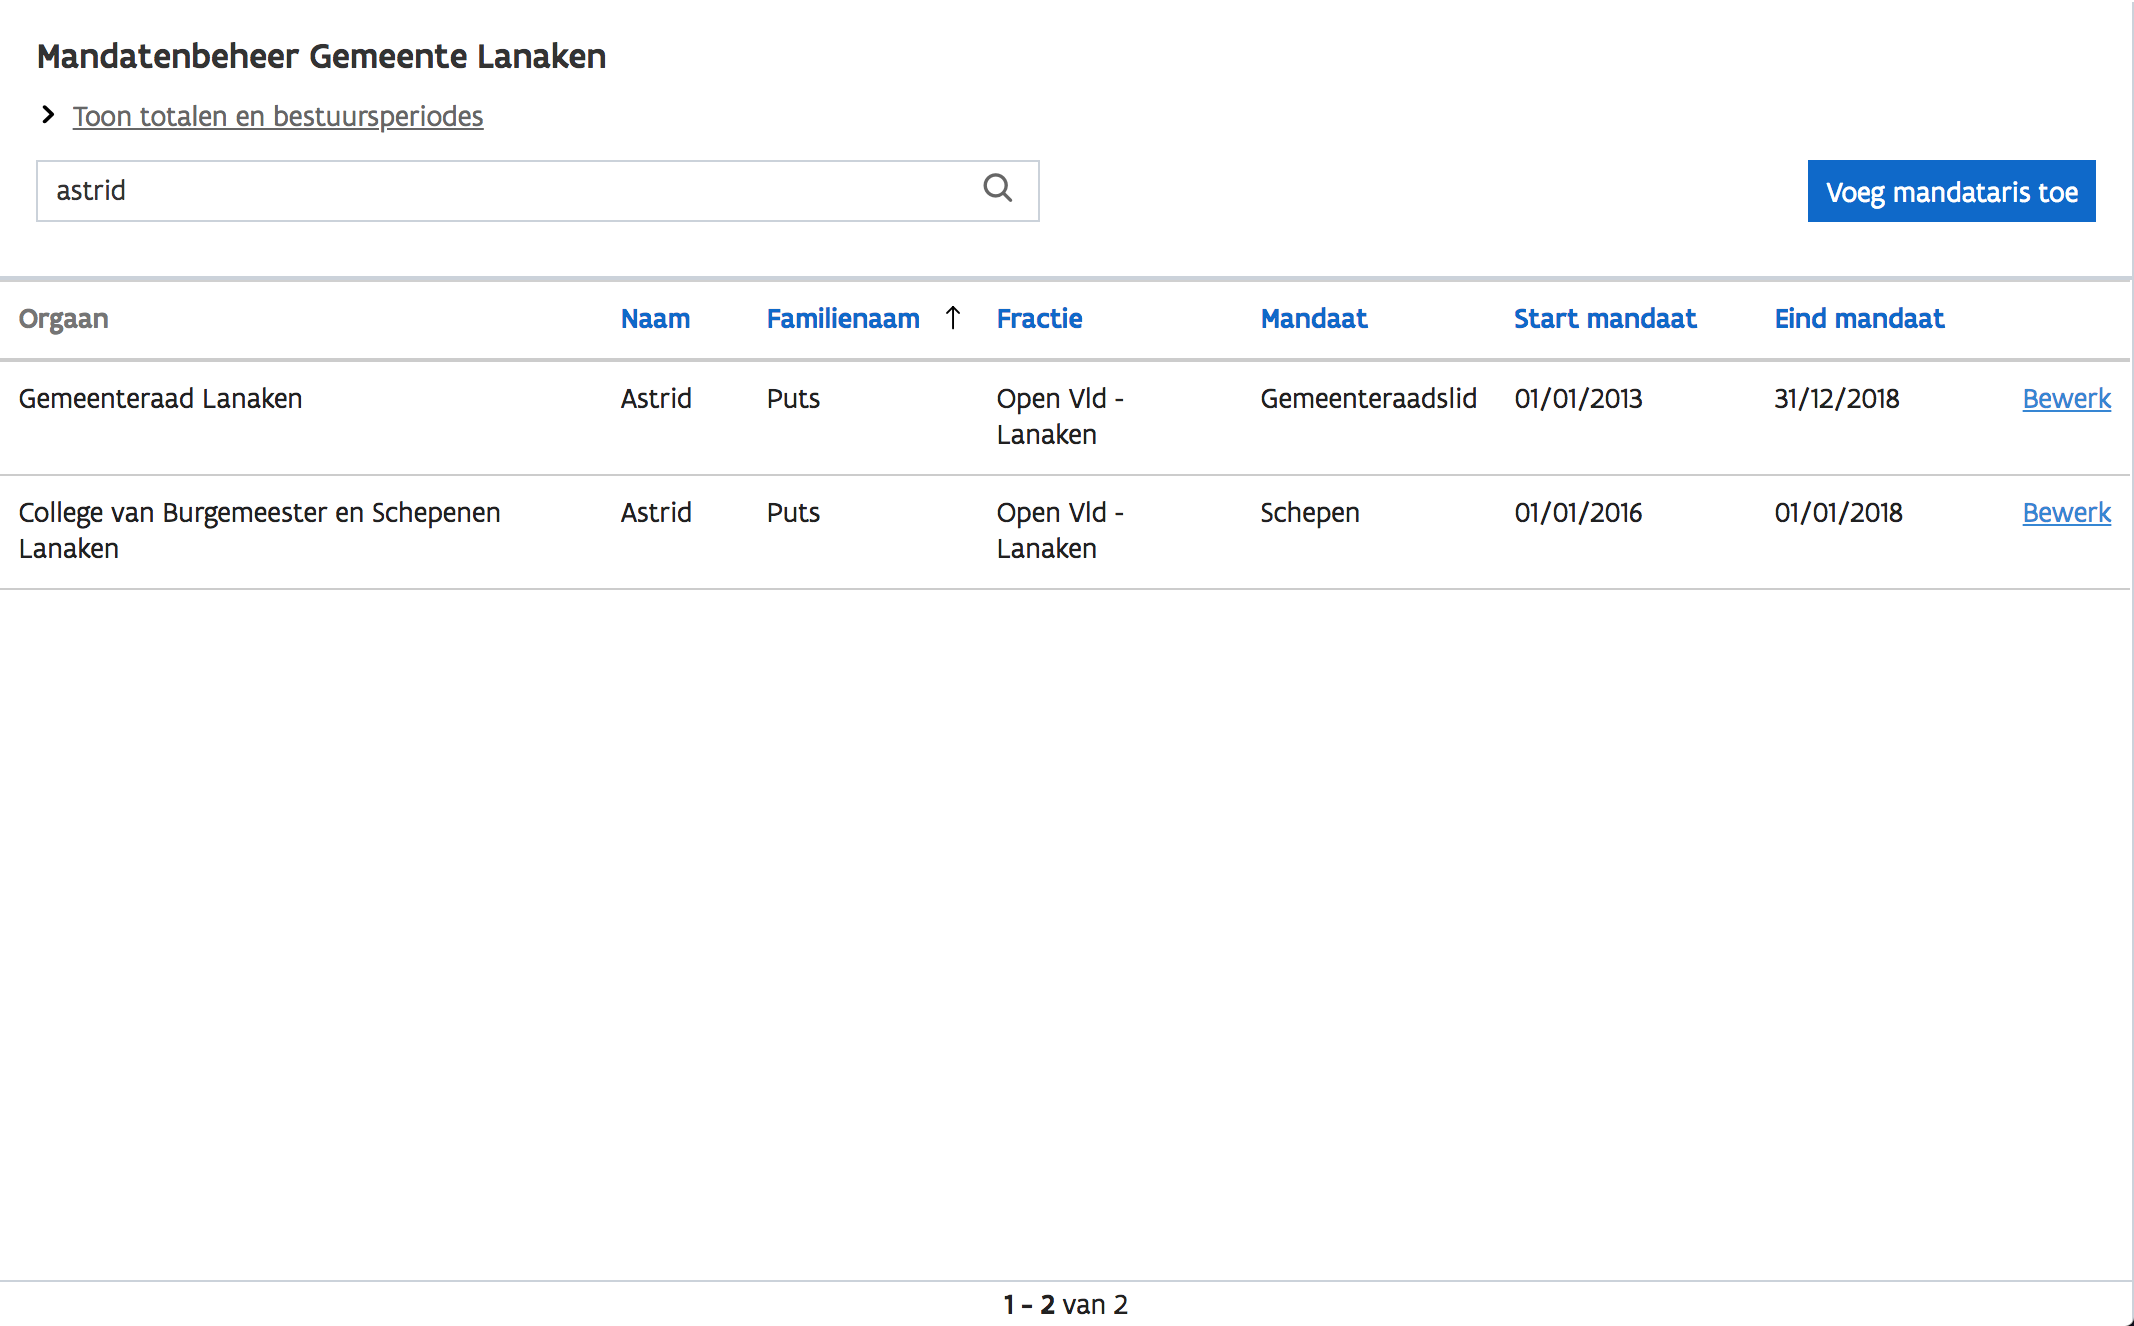 Mandatenbeheer Gemeente Lanaken
Toon totalen en bestuursperiodes
astrid
Voeg mandataris toe
Orgaan Naam Familienaam ↑ Fractie Mandaat Start mandaat Eind mandaat
Gemeenteraad Lanaken Astrid Puts Open Vld - Gemeenteraadslid 01/01/2013 31/12/2018 Bewerk
Lanaken
College van Burgemeester en Schepenen Astrid Puts Open Vld - Schepen 01/01/2016 01/01/2018 Bewerk
Lanaken Lanaken
1 - 2 van 2